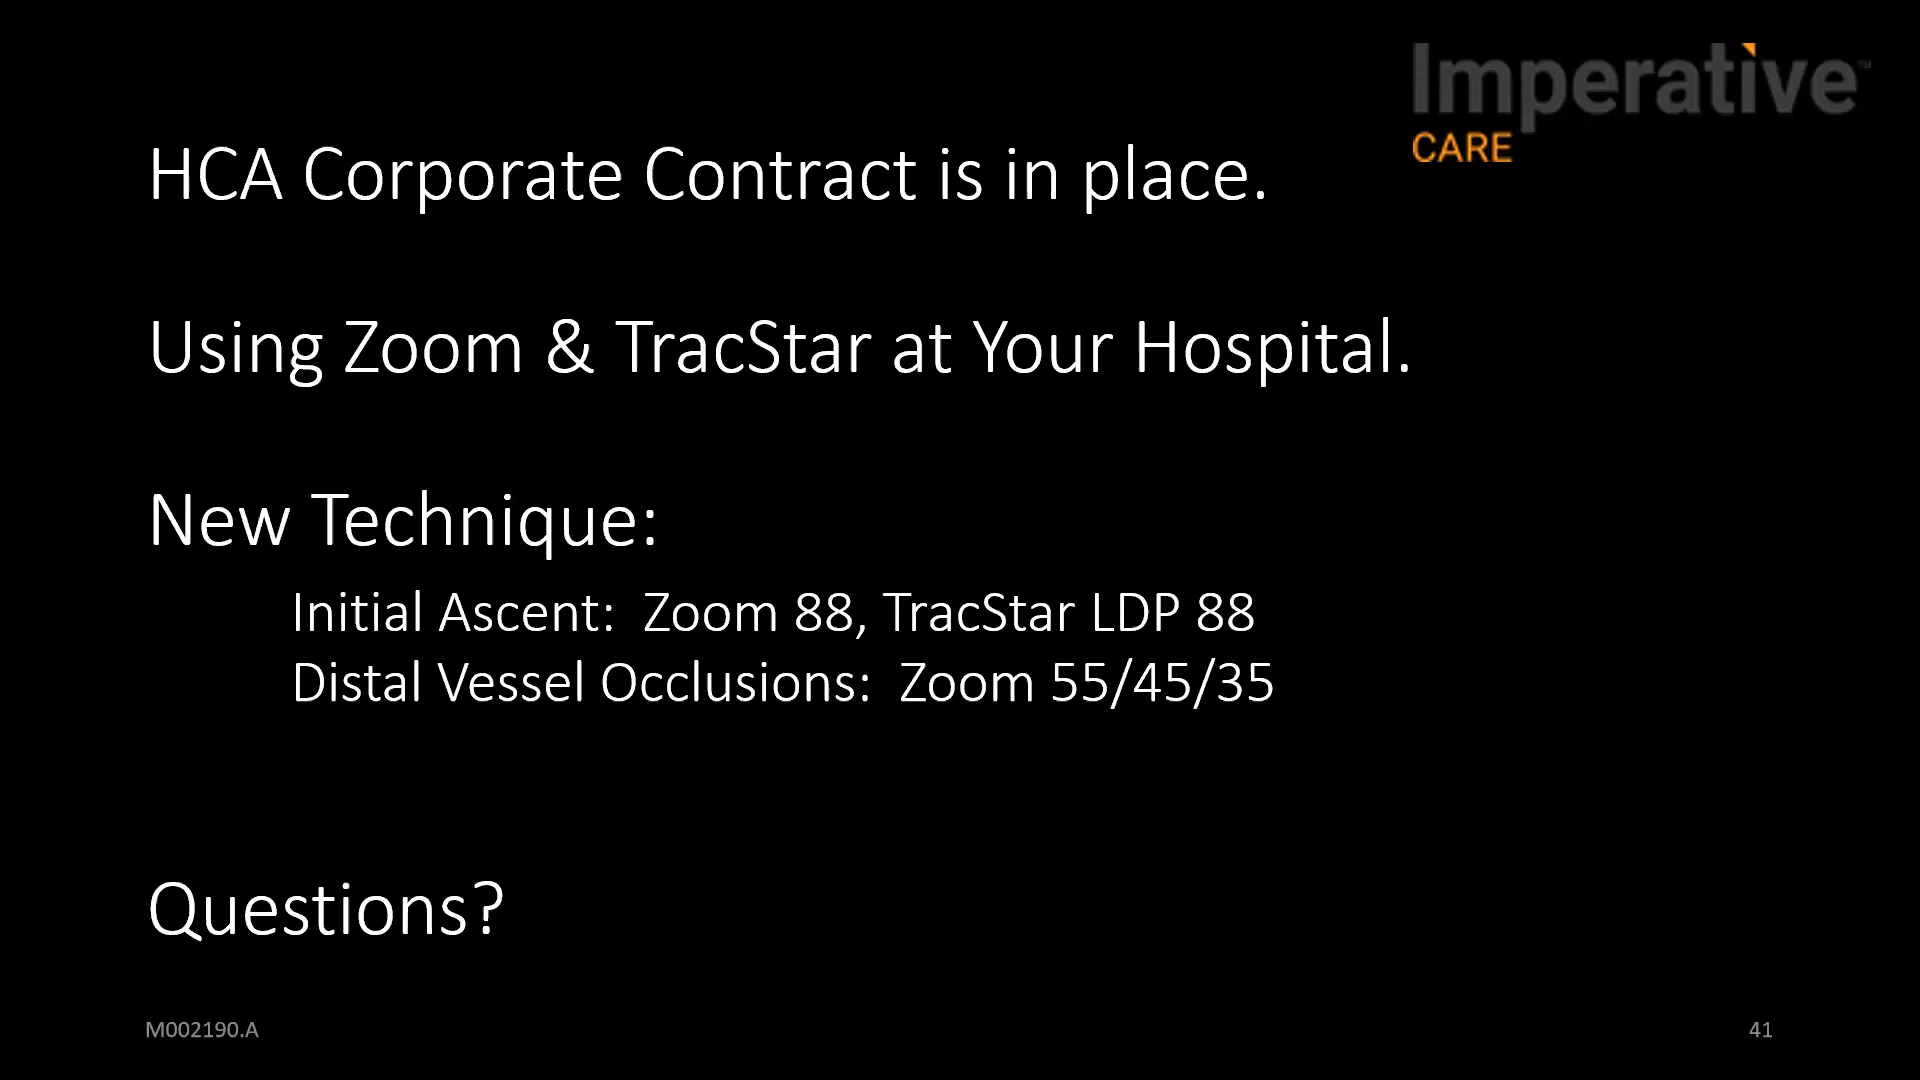 Imperative™
CARE
HCA Corporate Contract is in place.
Using Zoom & TracStar at Your Hospital.
New Technique:
Initial Ascent: Zoom 88, TracStar LDP 88
Distal Vessel Occlusions: Zoom 55/45/35
Questions?
M002190.A
41